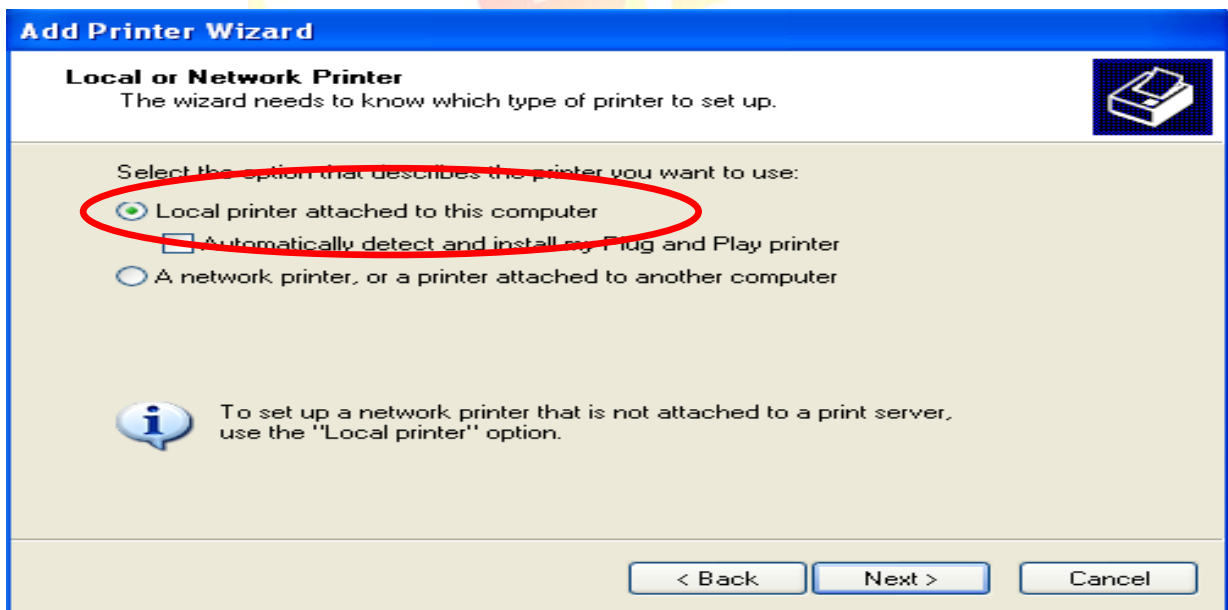 Add Printer Wizard
Local or Network Printer
The wizard needs to know which type of printer to set up.
Select the option that describes the printer you want to use:
Local printer attached to this computer
Automatically detect and install my Plug and Play printer
A network printer, or a printer attached to another computer
To set up a network printer that is not attached to a print server,
use the "Local printer" option.
< Back Next > Cancel